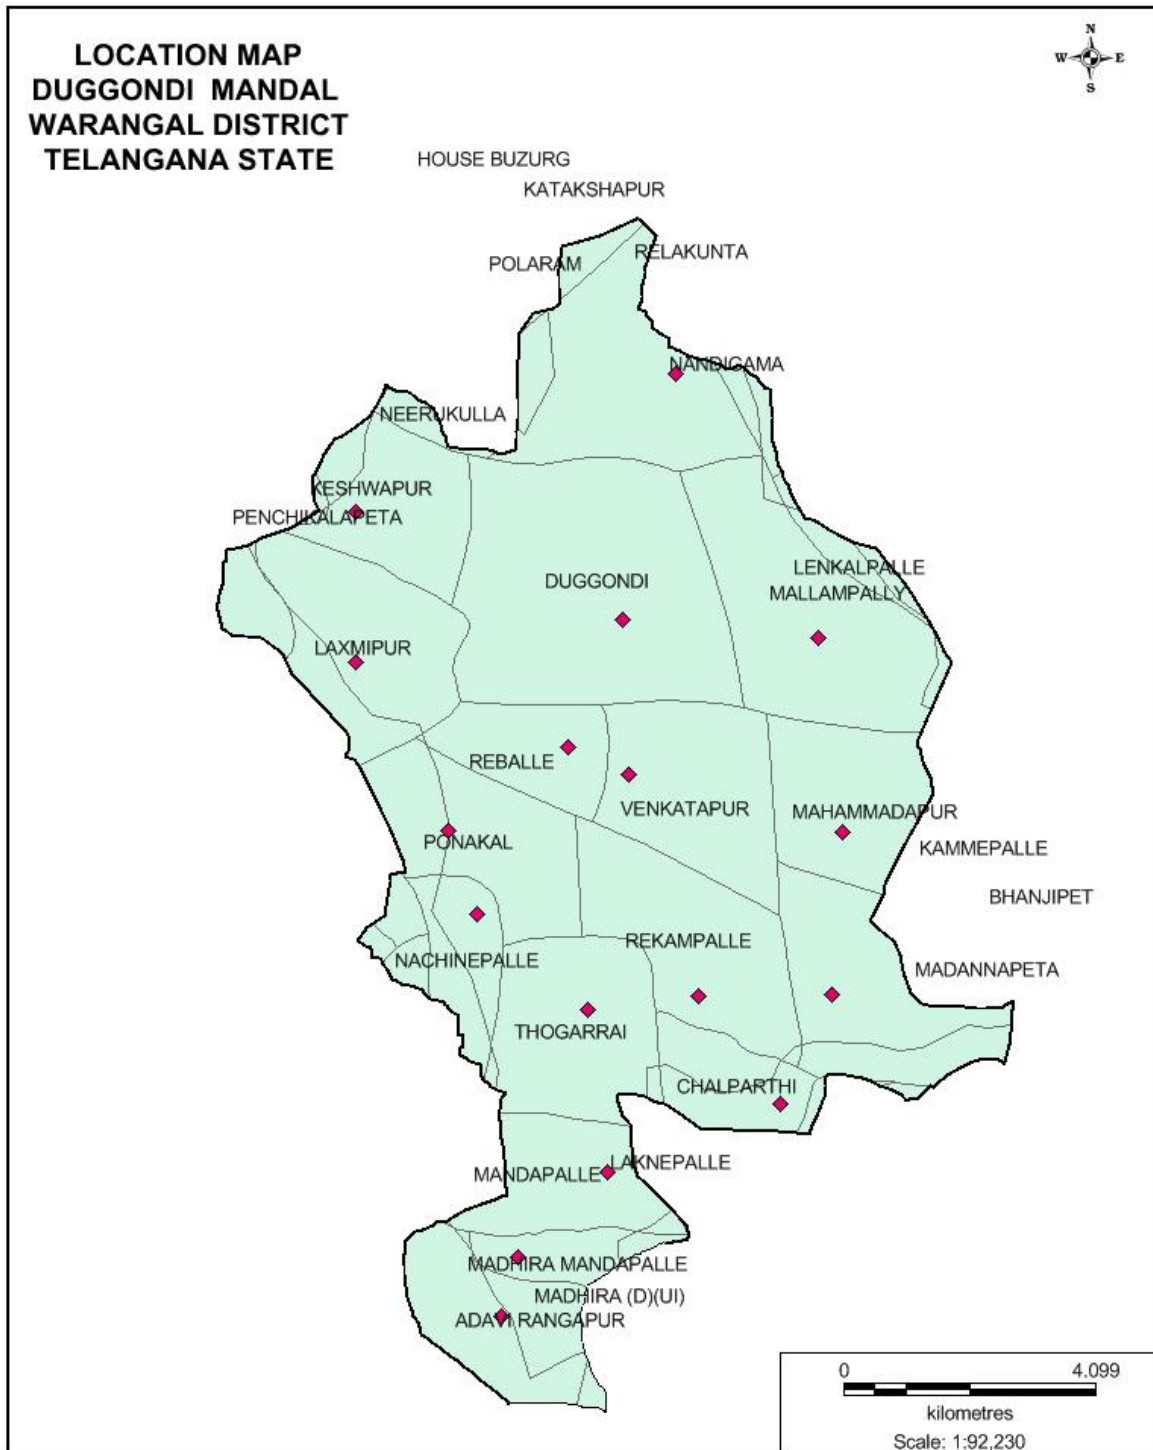 LOCATION MAP
DUGGONDI MANDAL
WARANGAL DISTRICT
TELANGANA STATE
N
W E
S
HOUSE BUZURG
KATAKSHAPUR
RELAKUNTA
POLARAM
NANDIGAMA
NEERUKULLA
KESHWAPUR
PENCHIKALAPETA
LENKALPALLE
DUGGONDI
MALLAMPALLY
LAXMIPUR
REBALLE
VENKATAPUR
MAHAMMADAPUR
PONAKAL
KAMMEPALLE
BHANJIPET
REKAMPALLE
NACHINEPALLE
MADANNAPETA
THOGARRAI
CHALPARTHI
LAKNEPALLE
MANDAPALLE
MADHIRA MANDAPALLE
MADHIRA (D)(UI)
ADAVI RANGAPUR
0 4.099
kilometres
Scale: 1:92,230